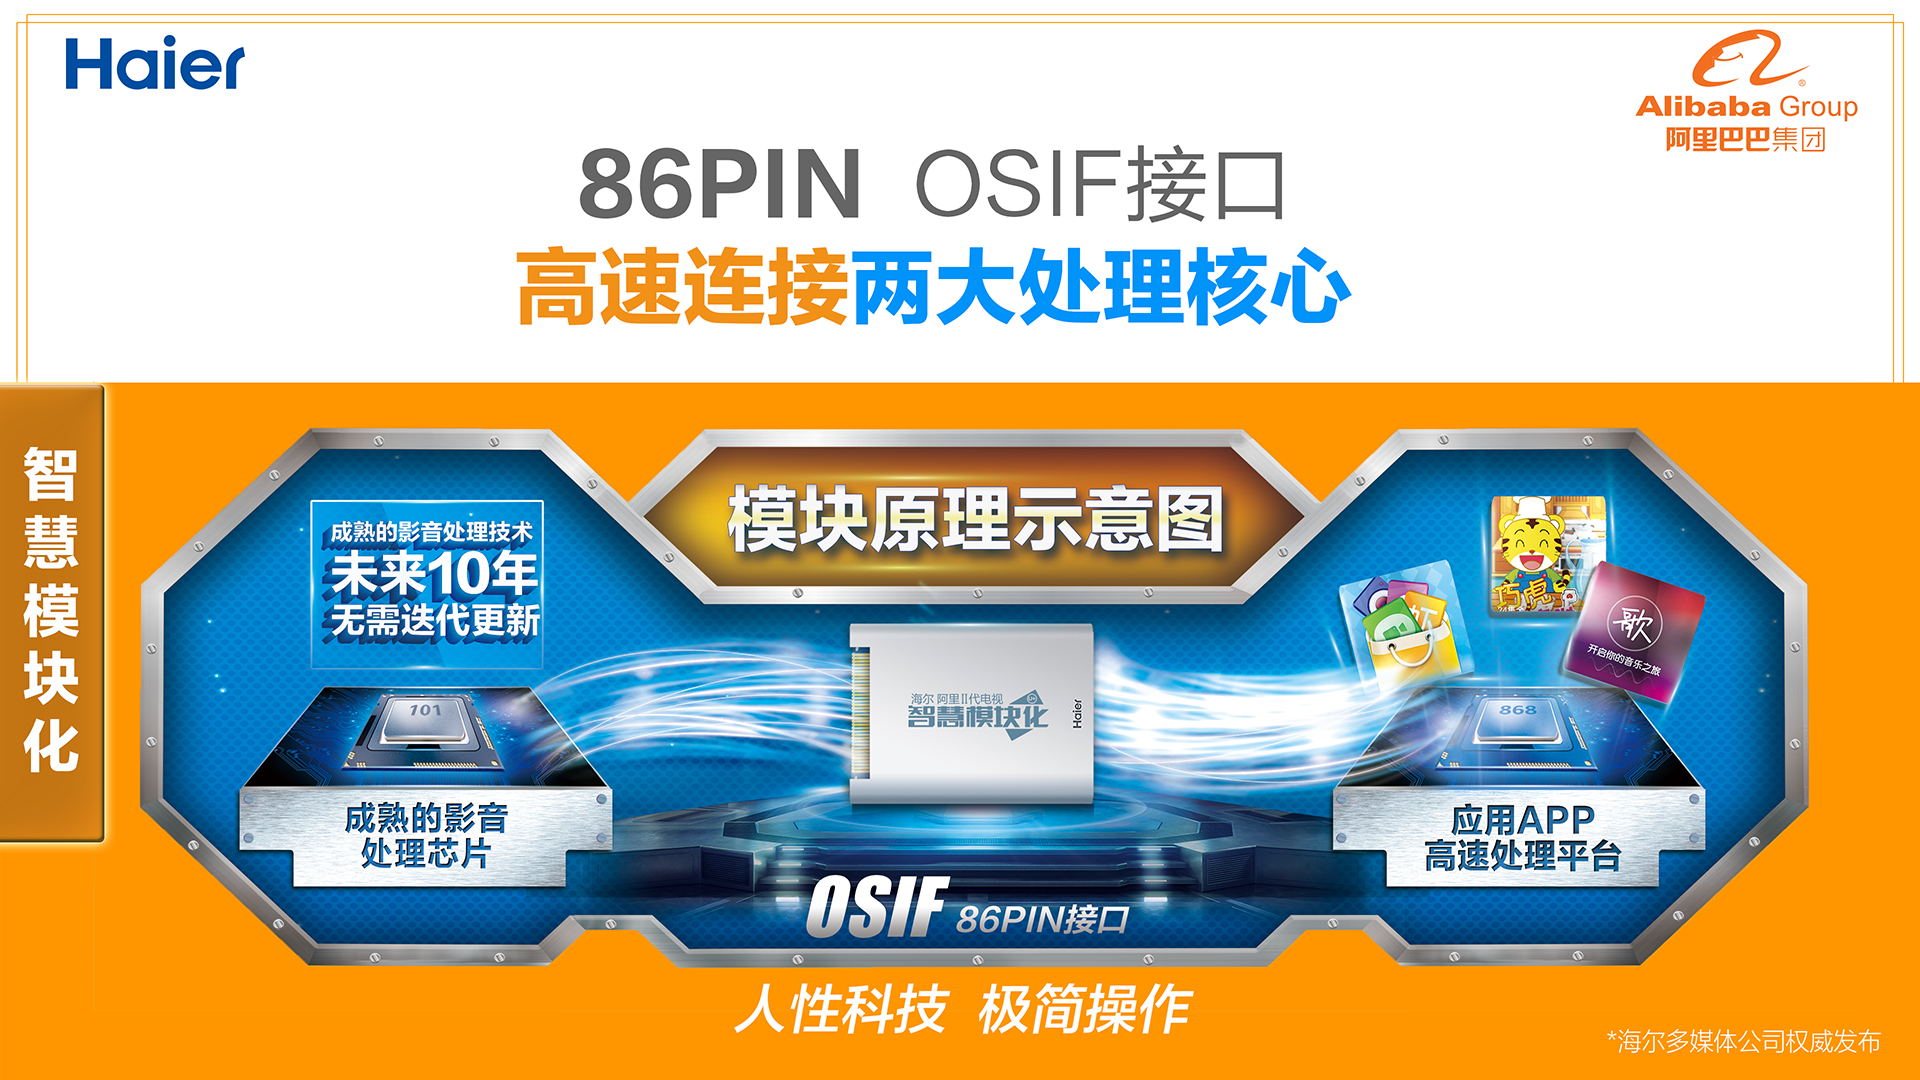 Haier
Alibaba Group
阿里巴巴集团
86PIN OSIF接口
高速连接两大处理核心
智慧模块化
模块原理示意图
成熟的影音处理技术
未来10年
无需迭代更新
101
成熟的影音
处理芯片
海尔 阿里II代电视
智慧模块化
Haier
巧虎
歌
开启你的音乐之旅
868
应用APP
高速处理平台
OSIF 86PIN接口
人性科技 极简操作
*海尔多媒体公司权威发布